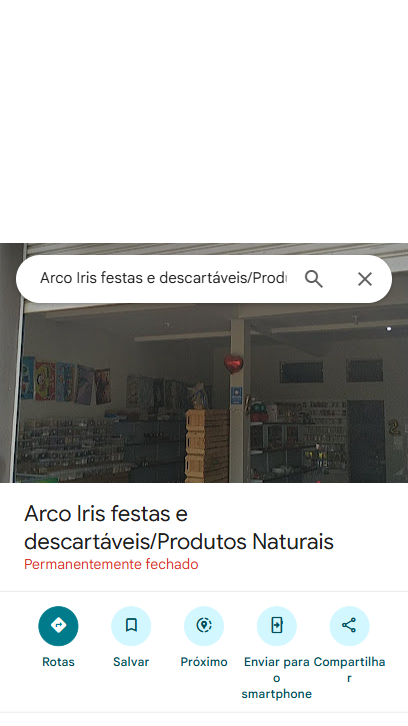 Arco Iris festas e descartáveis/Produ
Arco Iris festas e
descartáveis/Produtos Naturais
Permanentemente fechado
Rotas
Salvar
Próximo
Enviar para
o
smartphone
Compartilha
r